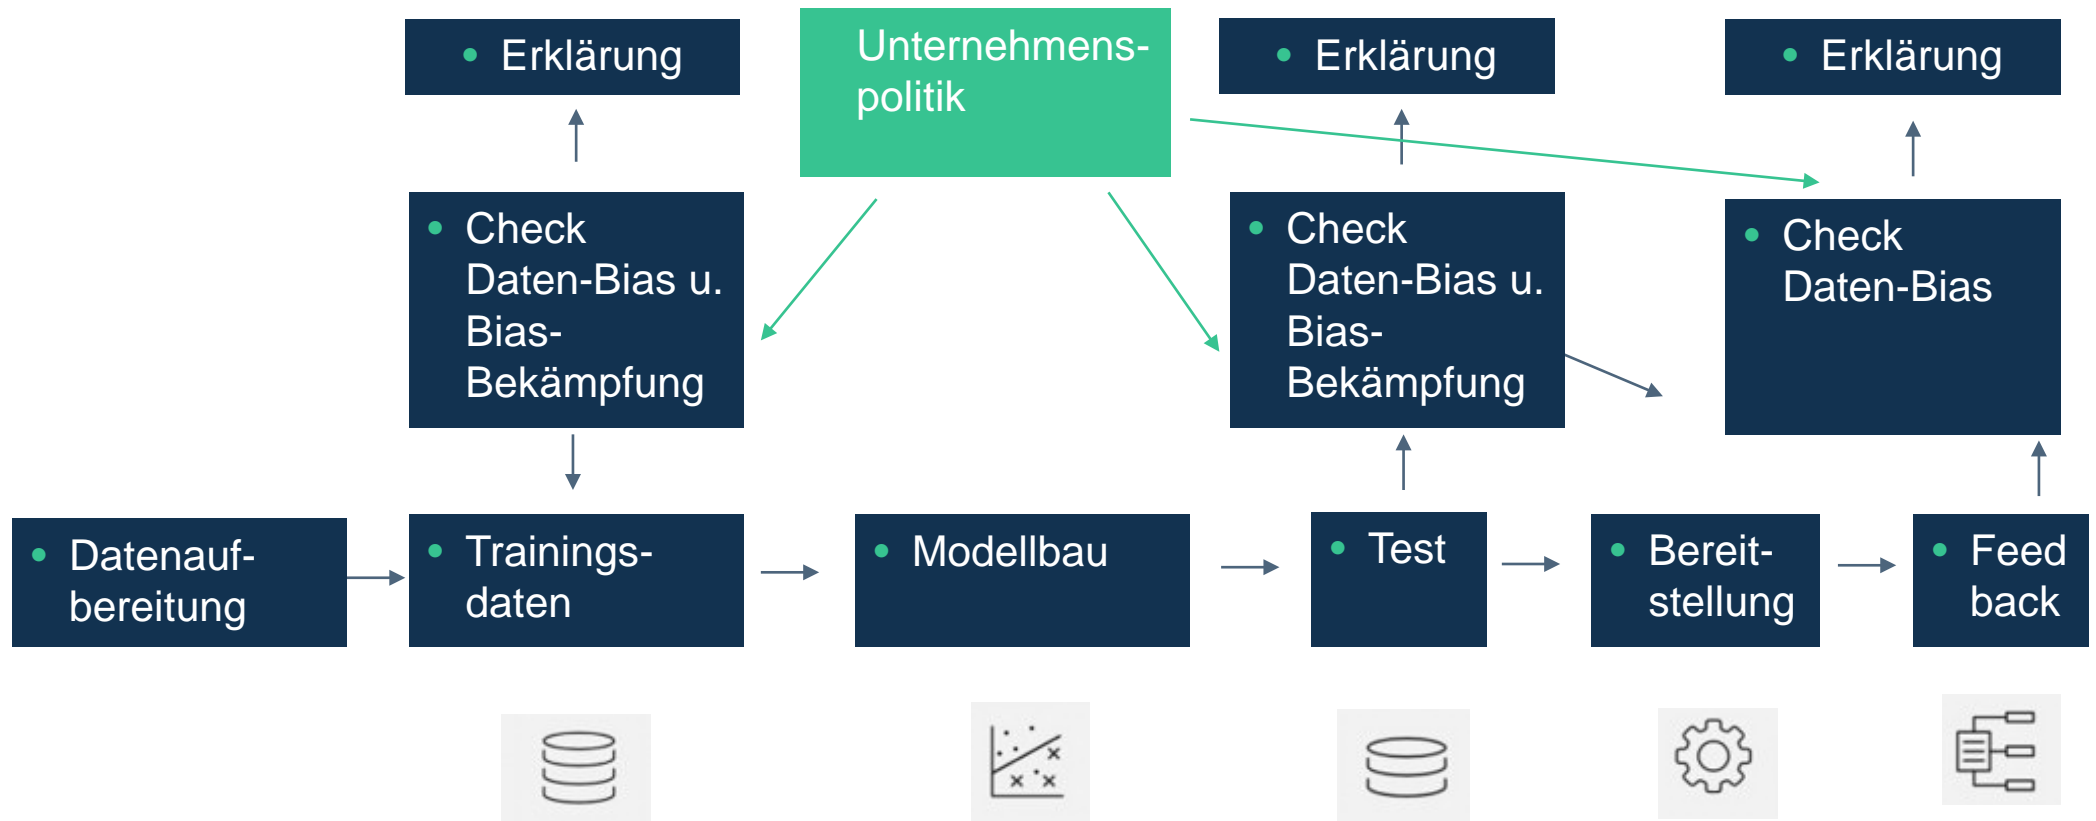 Erklärung
Unternehmens-
politik
Erklärung
Erklärung
Check
Daten-Bias u.
Bias-
Bekämpfung
Check
Daten-Bias u.
Bias-
Bekämpfung
Check
Daten-Bias
Datenauf-
bereitung
Trainings-
daten
Modellbau
Test
Bereit-
stellung
Feed
back